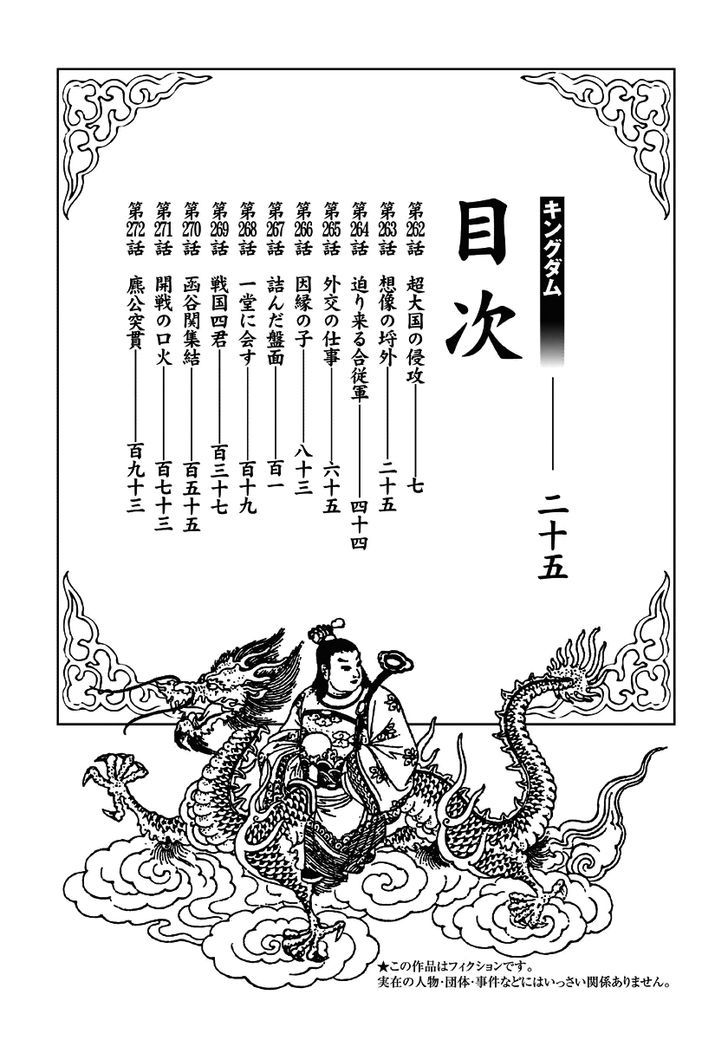 キングダム──二十五
目次
第262話 超大国の侵攻──七
第263話 想像の埒外──二十五
第264話 迫り来る合従軍──四十四
第265話 外交の仕事──六十五
第266話 因縁の子──八十三
第267話 詰んだ盤面──百一
第268話 一堂に会す──百十九
第269話 戦国四君──百三十七
第270話 函谷関集結──百五十五
第271話 開戦の口火──百七十三
第272話 麃公突貫──百九十三
★この作品はフィクションです。
実在の人物・団体・事件などにはいっさい関係ありません。